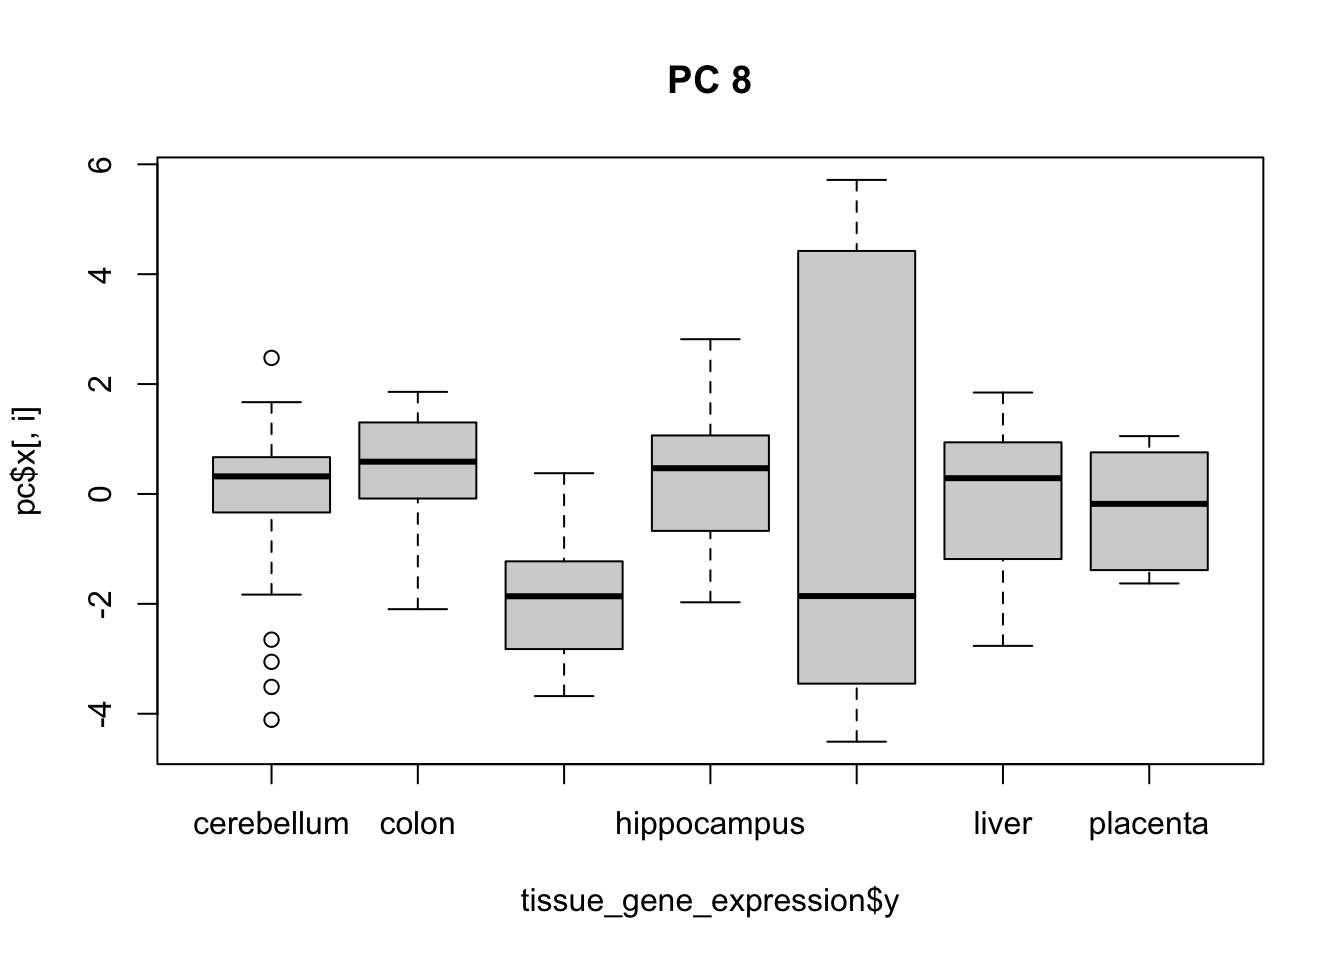 PC 8
pc$x[, i]
6
4
2
0
-2
-4
cerebellum colon hippocampus liver placenta
tissue_gene_expression$y